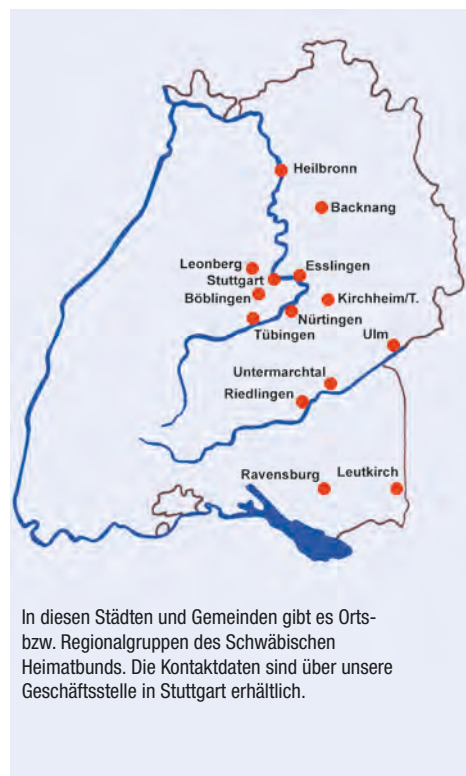 Heilbronn
Backnang
Leonberg
Esslingen
Stuttgart
Böblingen
Kirchheim/T.
Nürtingen
Tübingen
Ulm
Untermarchtal
Riedlingen
Ravensburg
Leutkirch
In diesen Städten und Gemeinden gibt es Orts-
bzw. Regionalgruppen des Schwäbischen
Heimatbunds. Die Kontaktdaten sind über unsere
Geschäftsstelle in Stuttgart erhältlich.